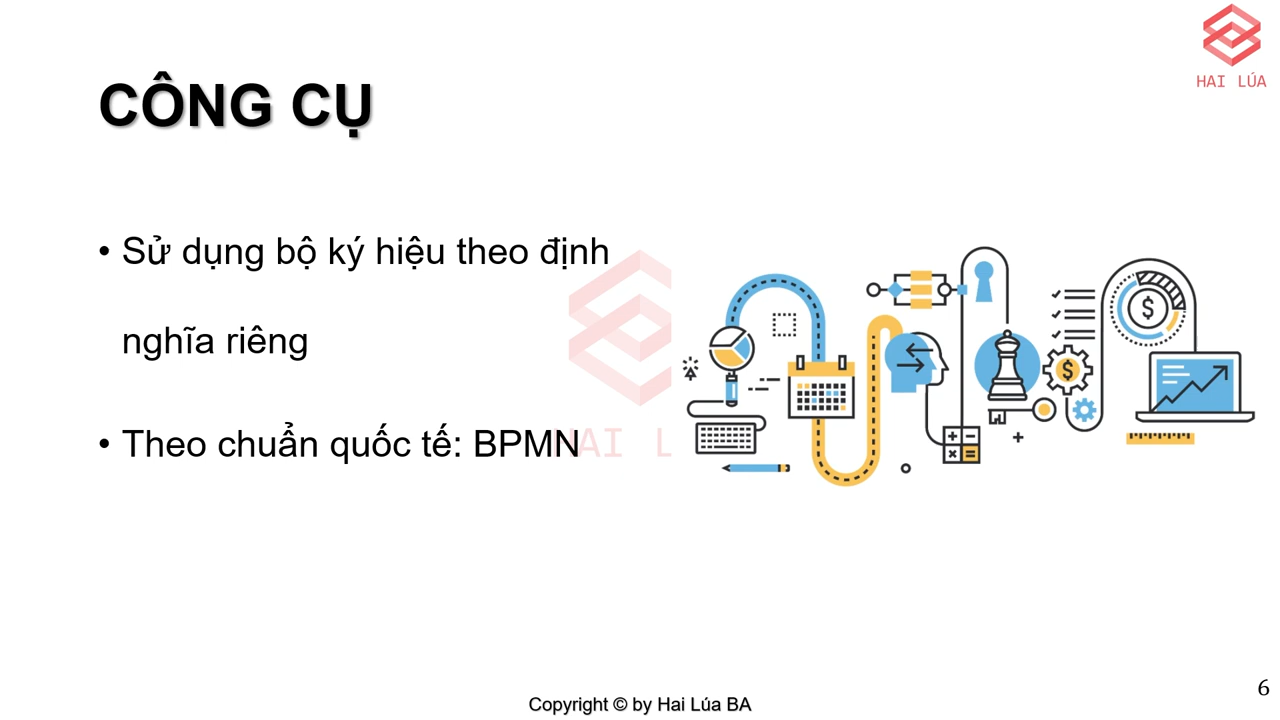 HAI LÚA
CÔNG CỤ
• Sử dụng bộ ký hiệu theo định
nghĩa riêng
• Theo chuẩn quốc tế: BPMN
HAI L
$
$
Copyright © by Hai Lúa BA
6